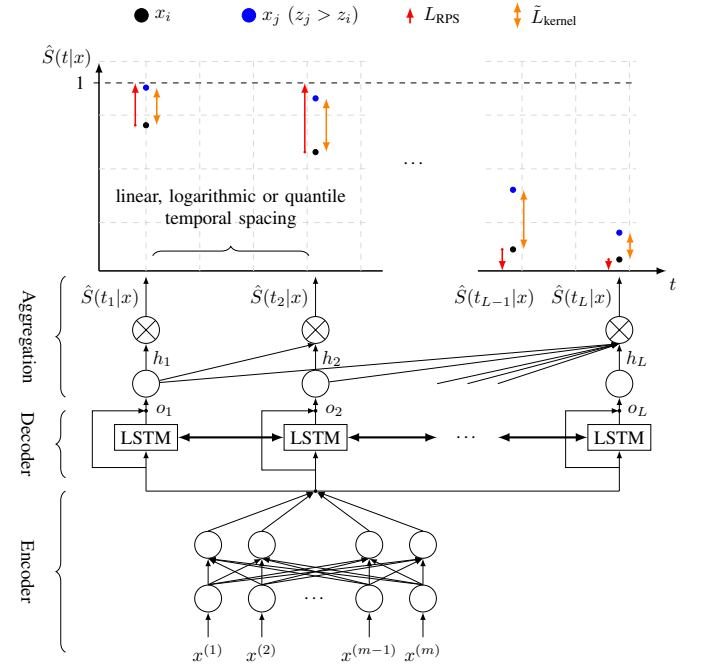 x_i x_j (z_j > z_i) L_RPS L̃_kernel
Ŝ(t|x)
1
...
linear, logarithmic or quantile
temporal spacing
t
Ŝ(t_1|x) Ŝ(t_2|x) Ŝ(t_{L−1}|x) Ŝ(t_L|x)
Aggregation
h_1 h_2 h_L
o_1 o_2 o_L
Decoder
LSTM LSTM ... LSTM
Encoder
...
x^(1) x^(2) x^(m−1) x^(m)